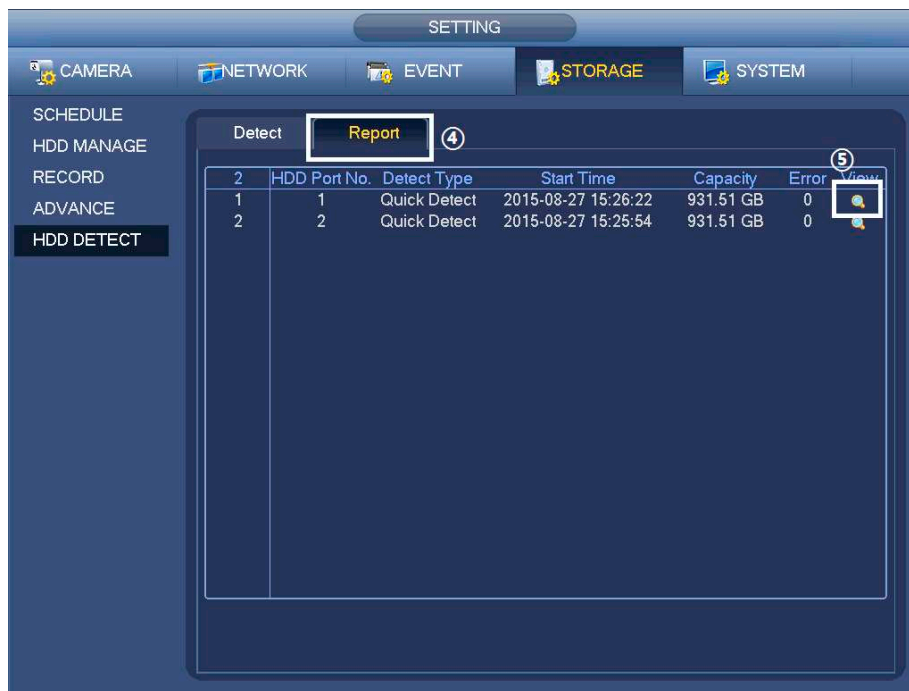 SETTING
CAMERA NETWORK EVENT STORAGE SYSTEM
SCHEDULE
HDD MANAGE
RECORD
ADVANCE
HDD DETECT
Detect Report ④
⑤
2 HDD Port No. Detect Type Start Time Capacity Error View
1 1 Quick Detect 2015-08-27 15:26:22 931.51 GB 0
2 2 Quick Detect 2015-08-27 15:25:54 931.51 GB 0